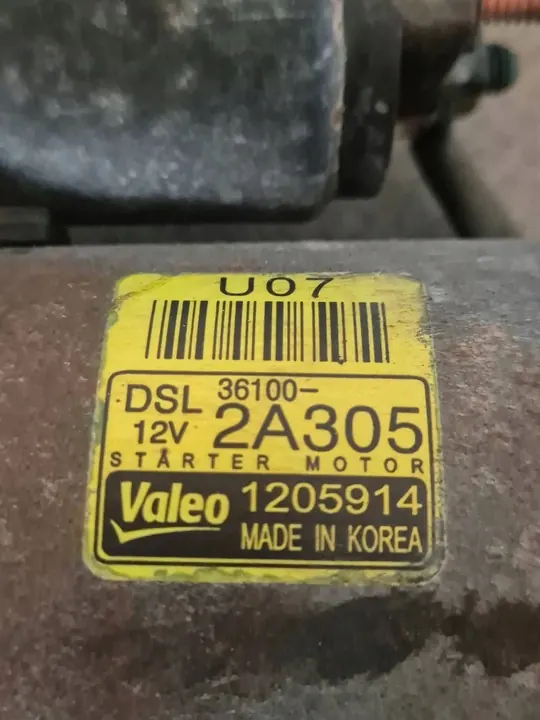 U07
DSL 36100-
12V 2A305
STARTER MOTOR
Valeo 1205914
MADE IN KOREA